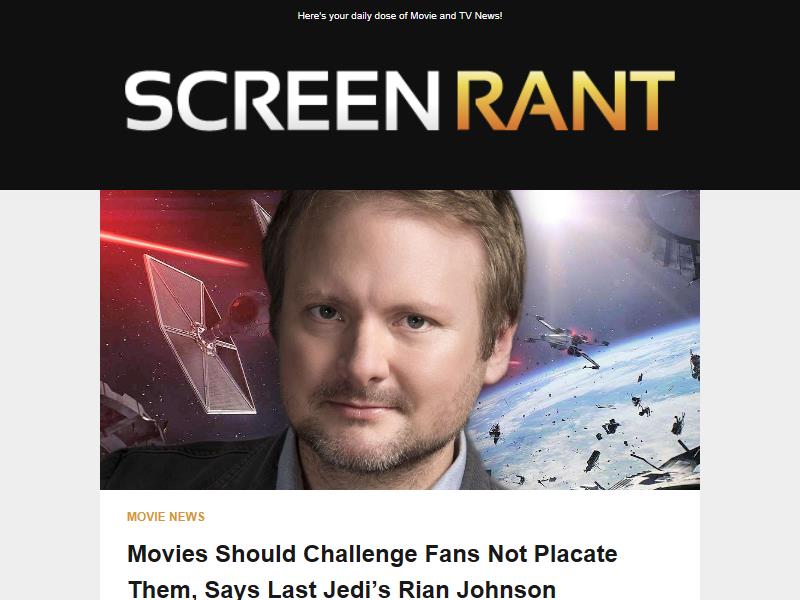 Here's your daily dose of Movie and TV News!
SCREEN RANT
MOVIE NEWS
Movies Should Challenge Fans Not Placate
Them, Says Last Jedi’s Rian Johnson